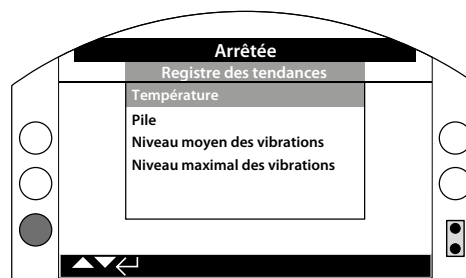 Arrêtée
Registre des tendances
Température
Pile
Niveau moyen des vibrations
Niveau maximal des vibrations